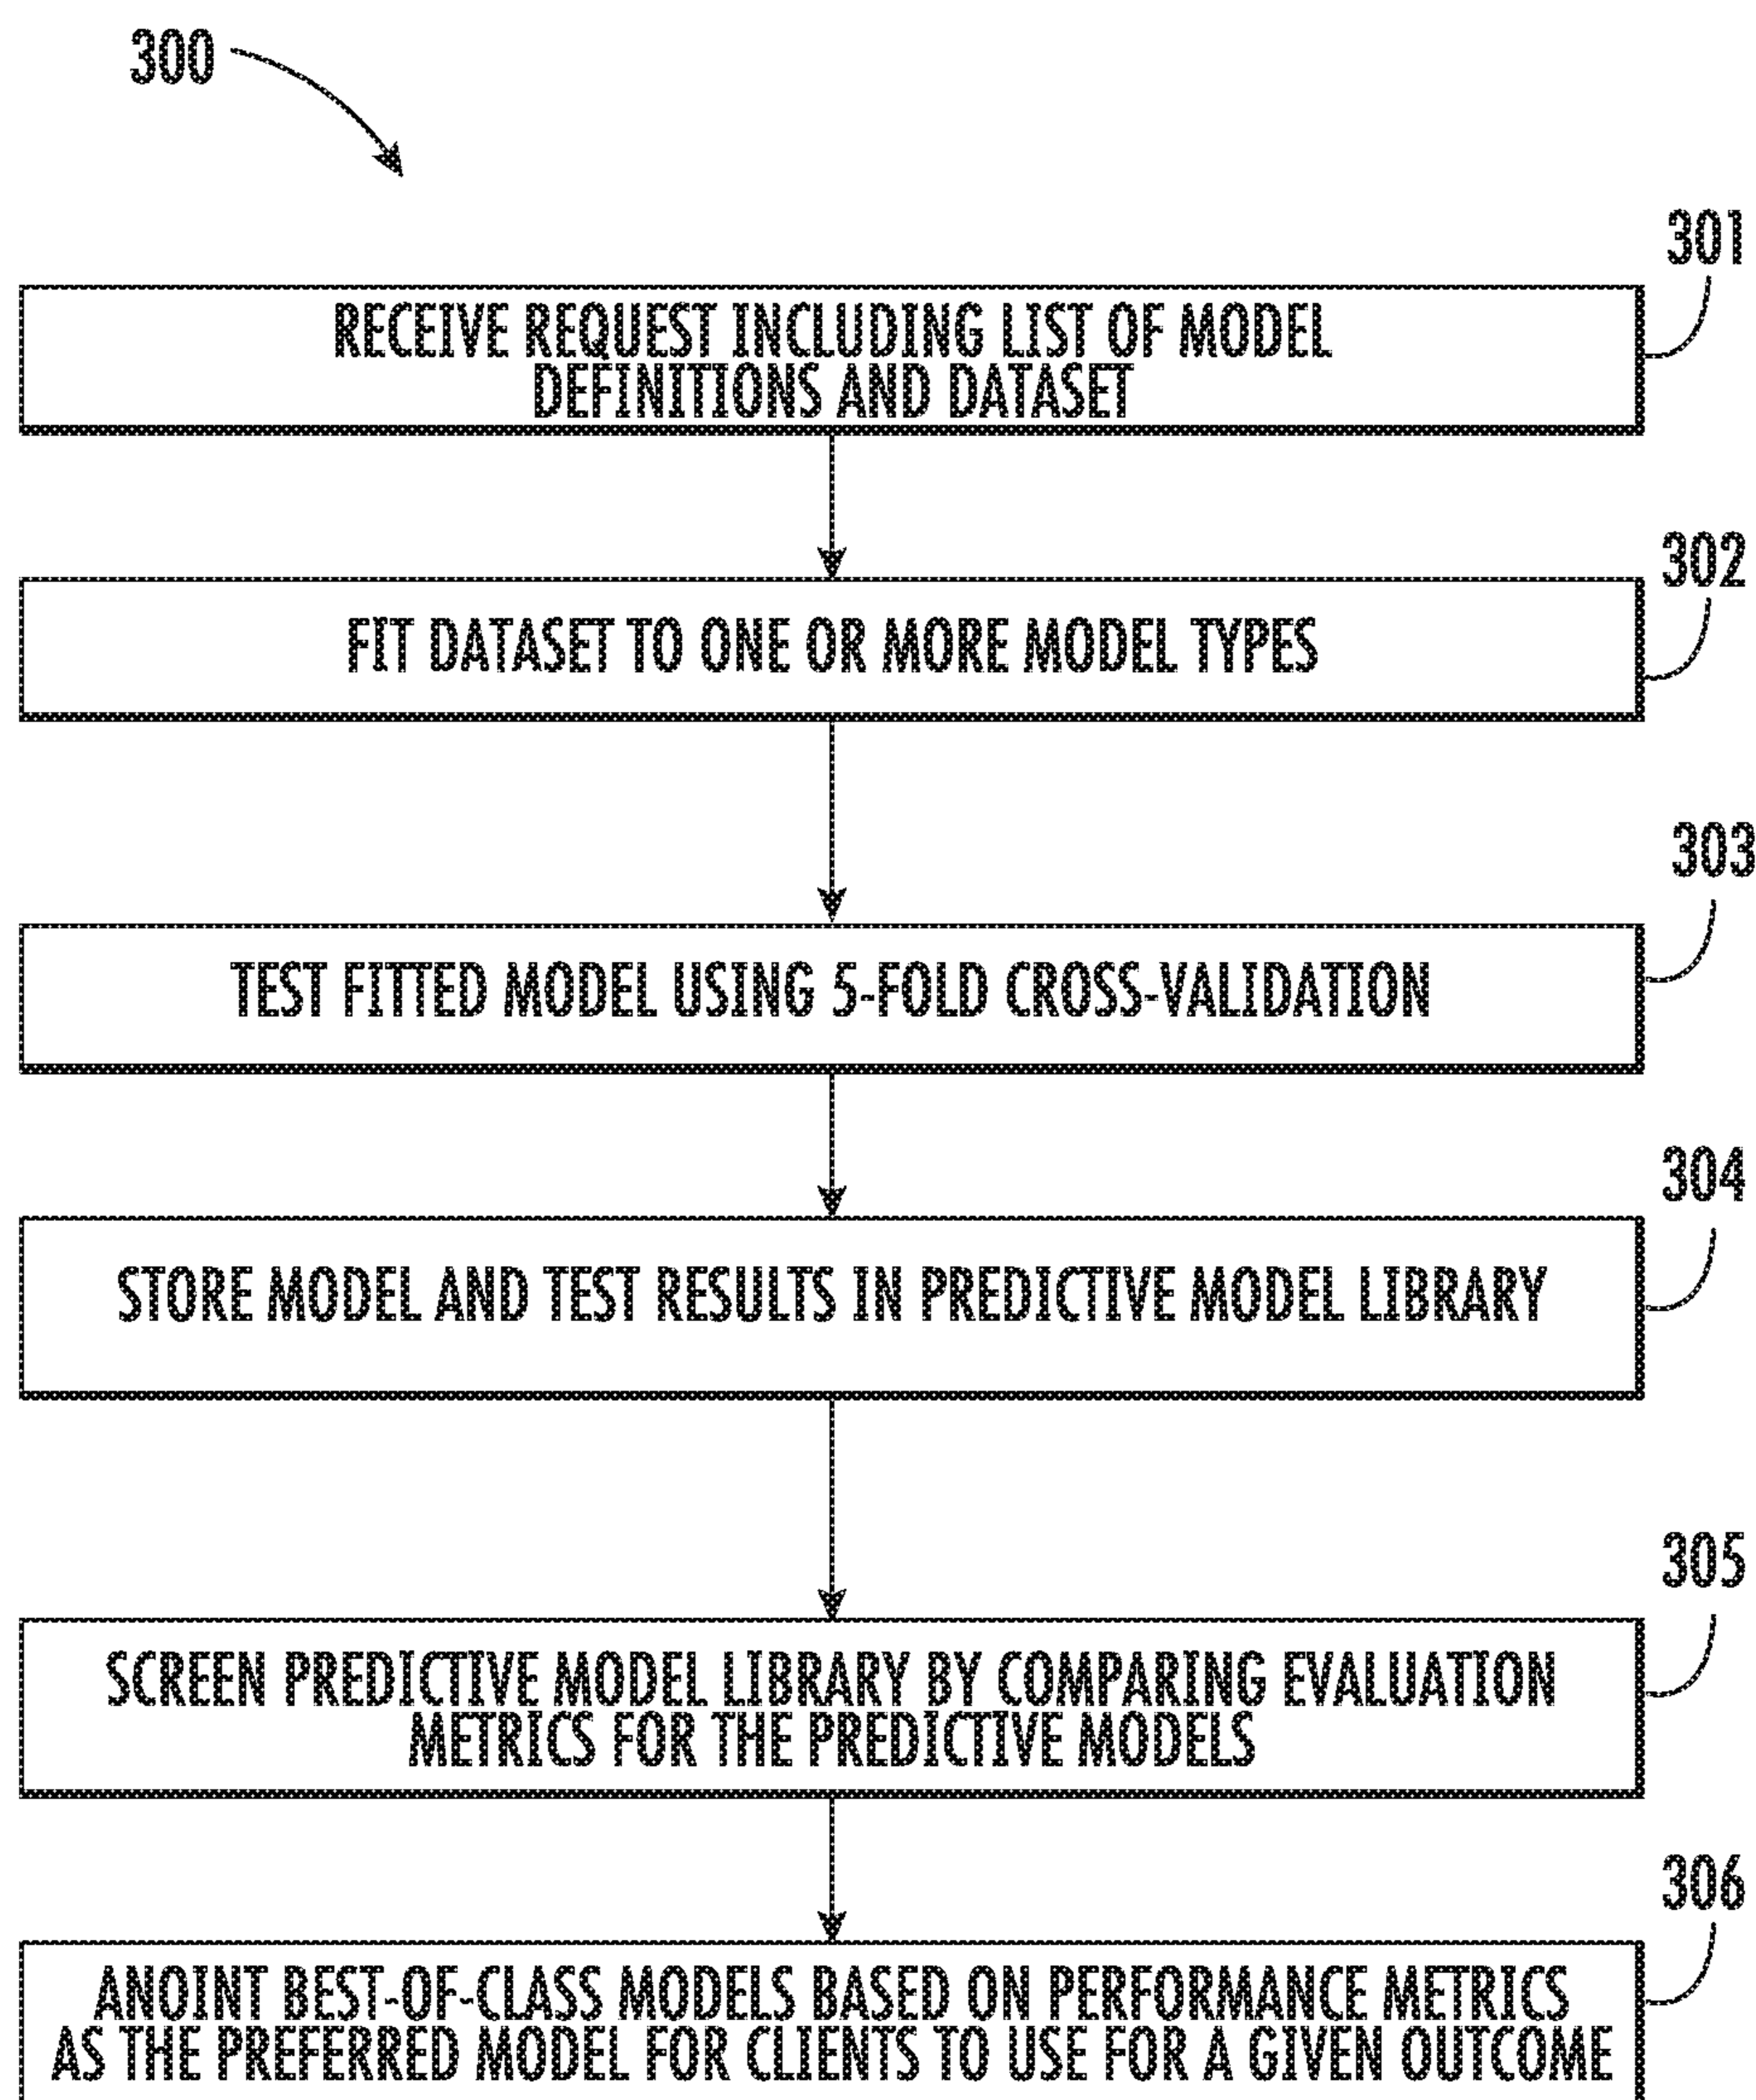 300
301
RECEIVE REQUEST INCLUDING LIST OF MODEL
DEFINITIONS AND DATASET
302
FIT DATASET TO ONE OR MORE MODEL TYPES
303
TEST FITTED MODEL USING 5-FOLD CROSS-VALIDATION
304
STORE MODEL AND TEST RESULTS IN PREDICTIVE MODEL LIBRARY
305
SCREEN PREDICTIVE MODEL LIBRARY BY COMPARING EVALUATION
METRICS FOR THE PREDICTIVE MODELS
306
ANOINT BEST-OF-CLASS MODELS BASED ON PERFORMANCE METRICS
AS THE PREFERRED MODEL FOR CLIENTS TO USE FOR A GIVEN OUTCOME